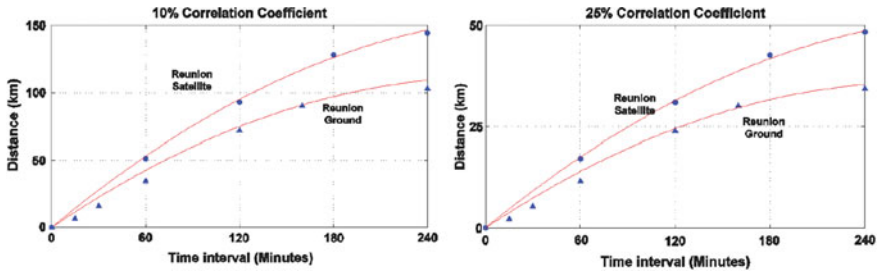 10% Correlation Coefficient
Distance (km)
150
100
50
0
Reunion
Satellite
Reunion
Ground
0 60 120 180 240
Time interval (Minutes)
25% Correlation Coefficient
Distance (km)
50
25
0
Reunion
Satellite
Reunion
Ground
0 60 120 180 240
Time interval (Minutes)